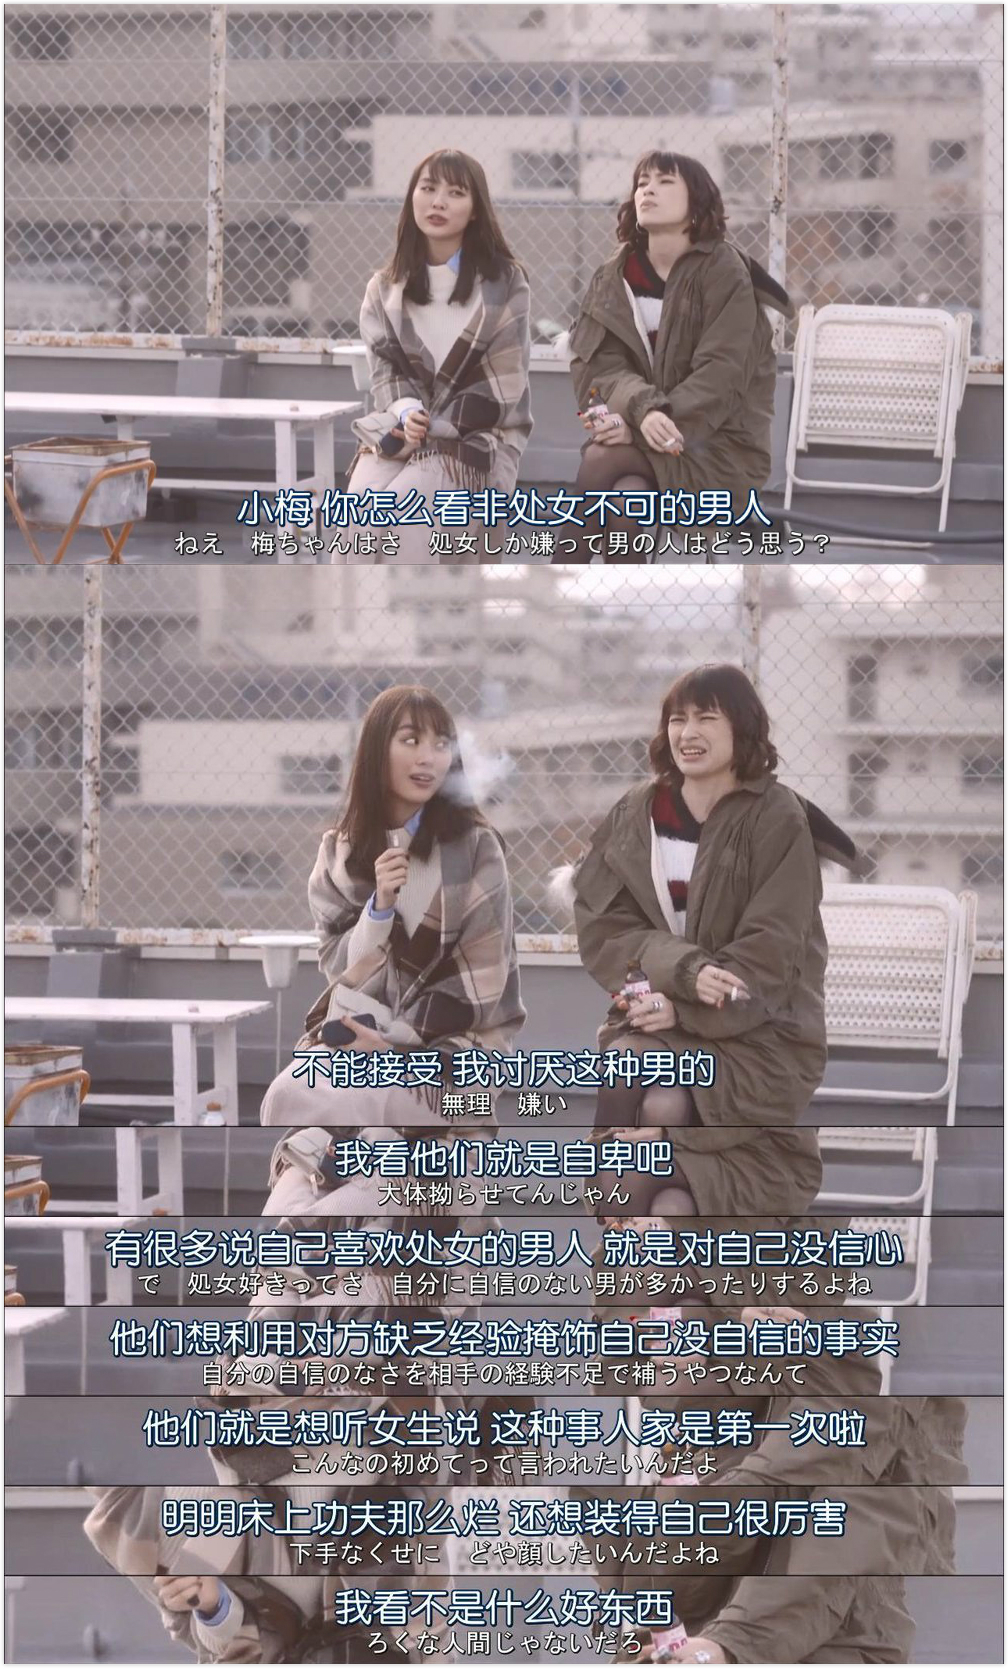 小梅 你怎么看非处女不可的男人
ねえ　梅ちゃんはさ　処女しか嫌って男の人はどう思う？
不能接受 我讨厌这种男的
無理　嫌い
我看他们就是自卑吧
大体拗らせてんじゃん
有很多说自己喜欢处女的男人 就是对自己没信心
で　処女好きってさ　自分に自信のない男が多かったりするよね
他们想利用对方缺乏经验掩饰自己没自信的事实
自分の自信のなさを相手の経験不足で補うやつなんて
他们就是想听女生说 这种事人家是第一次啦
こんなの初めてって言われたいんだよ
明明床上功夫那么烂 还想装得自己很厉害
下手なくせに　どや顔したいんだよね
我看不是什么好东西
ろくな人間じゃないだろ